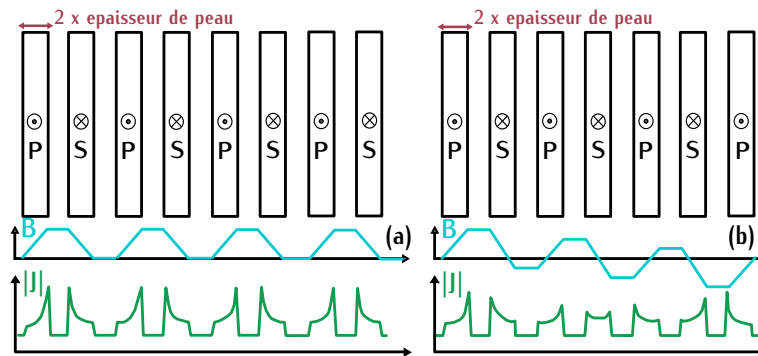 2 x epaisseur de peau
P S P S P S P S
B
(a)
|J|
2 x epaisseur de peau
P S P S P S P
B
(b)
|J|